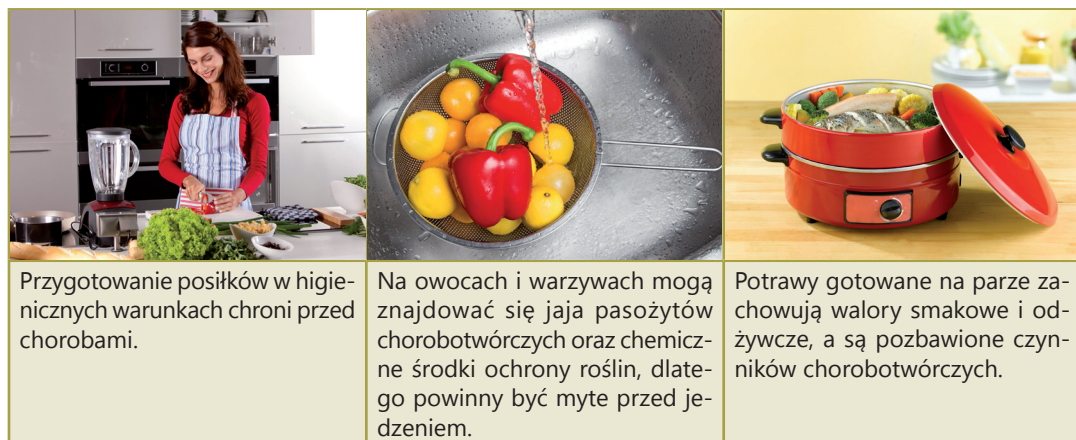 Przygotowanie posiłków w higie-
nicznych warunkach chroni przed
chorobami.
Na owocach i warzywach mogą
znajdować się jaja pasożytów
chorobotwórczych oraz chemicz-
ne środki ochrony roślin, dlate-
go powinny być myte przed je-
dzeniem.
Potrawy gotowane na parze za-
chowują walory smakowe i od-
żywcze, a są pozbawione czyn-
ników chorobotwórczych.